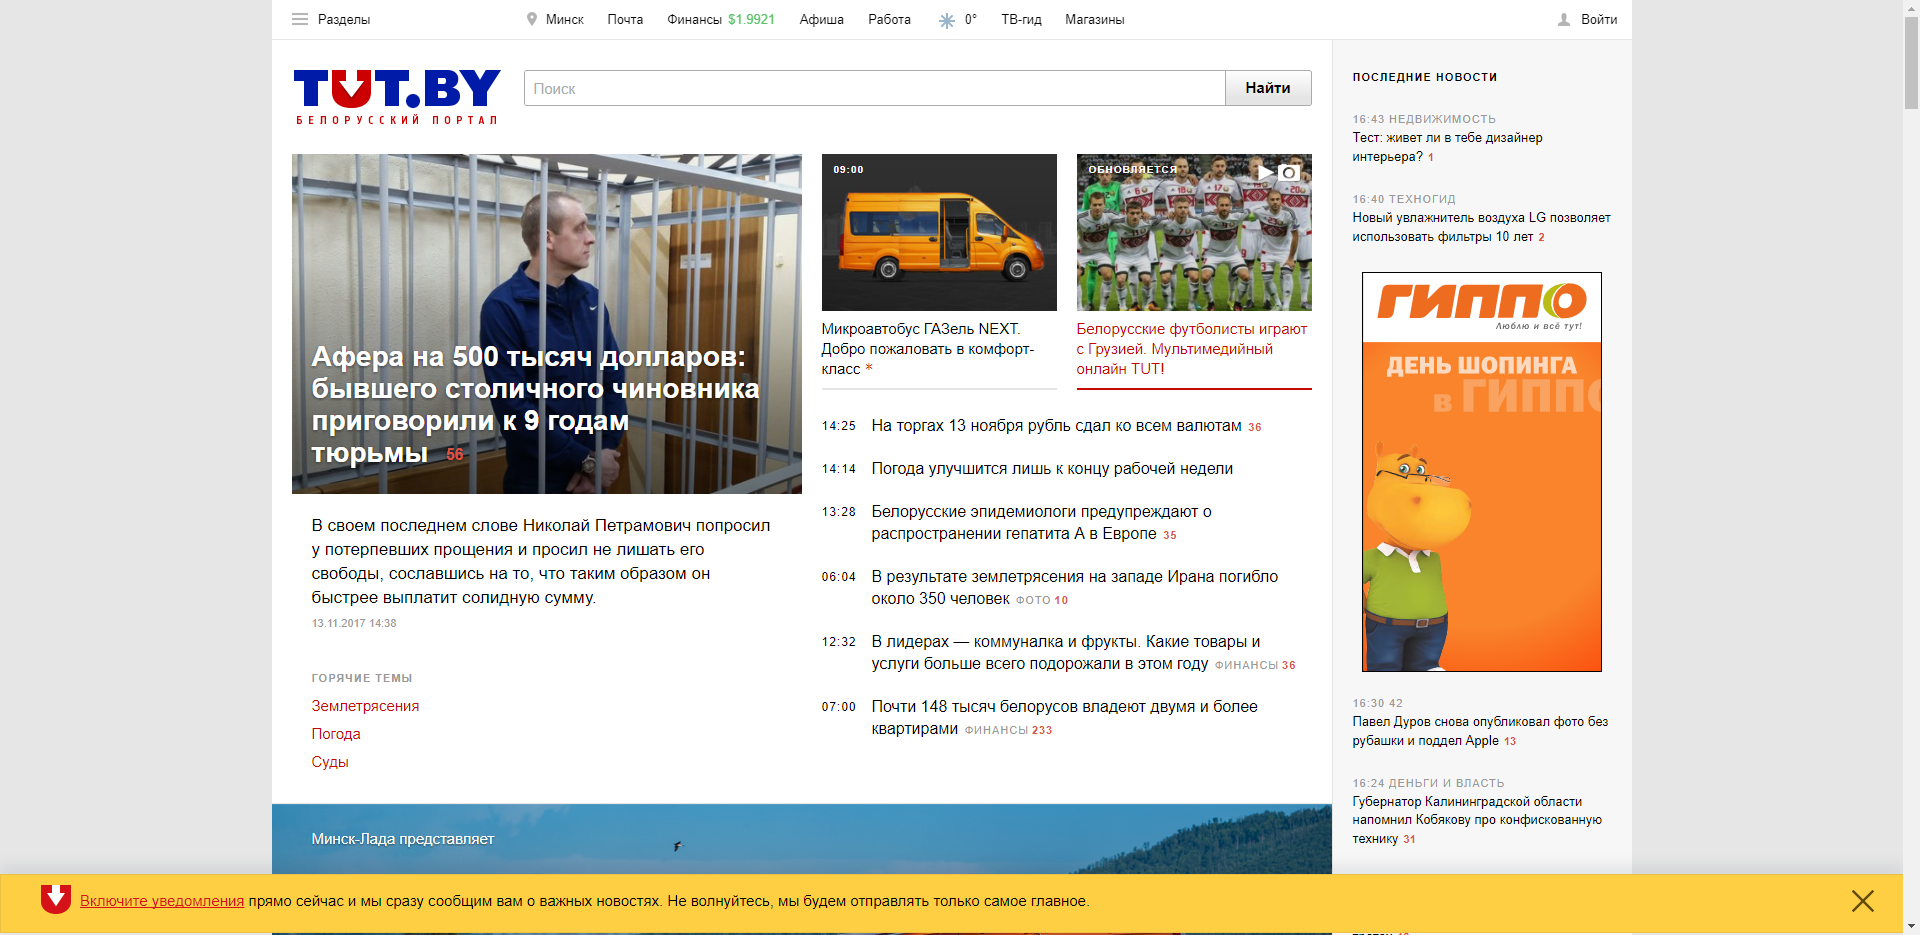 Разделы
Минск
Почта
Финансы $1.9921
Афиша
Работа
0°
ТВ-гид
Магазины
Войти
TUT.BY
БЕЛОРУССКИЙ ПОРТАЛ
Поиск
Найти
Афера на 500 тысяч долларов:
бывшего столичного чиновника
приговорили к 9 годам
тюрьмы 56
В своем последнем слове Николай Петрамович попросил
у потерпевших прощения и просил не лишать его
свободы, сославшись на то, что таким образом он
быстрее выплатит солидную сумму.
13.11.2017 14:38
ГОРЯЧИЕ ТЕМЫ
Землетрясения
Погода
Суды
09:00
Микроавтобус ГАЗель NEXT.
Добро пожаловать в комфорт-
класс *
ОБНОВЛЯЕТСЯ
Белорусские футболисты играют
с Грузией. Мультимедийный
онлайн TUT!
14:25 На торгах 13 ноября рубль сдал ко всем валютам 36
14:14 Погода улучшится лишь к концу рабочей недели
13:28 Белорусские эпидемиологи предупреждают о
распространении гепатита А в Европе 35
06:04 В результате землетрясения на западе Ирана погибло
около 350 человек ФОТО 10
12:32 В лидерах — коммуналка и фрукты. Какие товары и
услуги больше всего подорожали в этом году ФИНАНСЫ 36
07:00 Почти 148 тысяч белорусов владеют двумя и более
квартирами ФИНАНСЫ 233
ПОСЛЕДНИЕ НОВОСТИ
16:43 НЕДВИЖИМОСТЬ
Тест: живет ли в тебе дизайнер
интерьера? 1
16:40 ТЕХНОГИД
Новый увлажнитель воздуха LG позволяет
использовать фильтры 10 лет 2
ГИППО
Люблю и всё тут!
ДЕНЬ ШОПИНГА
в ГИППО
16:30 42
Павел Дуров снова опубликовал фото без
рубашки и поддел Apple 13
16:24 ДЕНЬГИ И ВЛАСТЬ
Губернатор Калининградской области
напомнил Кобякову про конфискованную
технику 31
Минск-Лада представляет
Включите уведомления прямо сейчас и мы сразу сообщим вам о важных новостях. Не волнуйтесь, мы будем отправлять только самое главное.